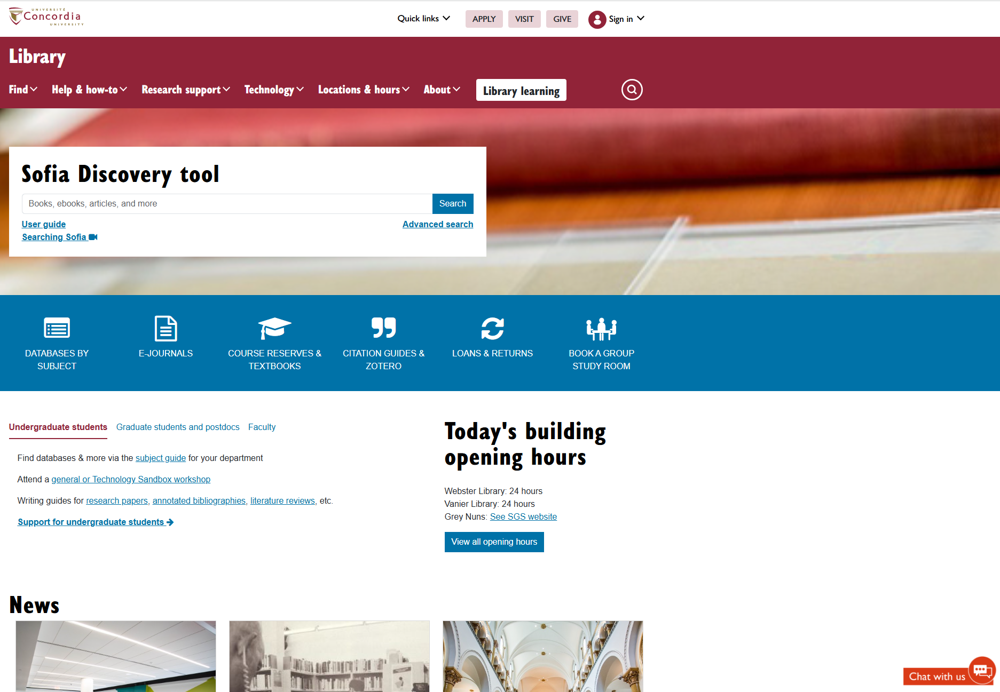 UNIVERSITÉ
Concordia
UNIVERSITY
Quick links
APPLY
VISIT
GIVE
Sign in
Library
Find
Help & how-to
Research support
Technology
Locations & hours
About
Library learning
Sofia Discovery tool
Books, ebooks, articles, and more
Search
User guide
Advanced search
Searching Sofia
DATABASES BY
SUBJECT
E-JOURNALS
COURSE RESERVES &
TEXTBOOKS
CITATION GUIDES &
ZOTERO
LOANS & RETURNS
BOOK A GROUP
STUDY ROOM
Undergraduate students
Graduate students and postdocs
Faculty
Find databases & more via the subject guide for your department
Attend a general or Technology Sandbox workshop
Writing guides for research papers, annotated bibliographies, literature reviews, etc.
Support for undergraduate students
Today's building
opening hours
Webster Library: 24 hours
Vanier Library: 24 hours
Grey Nuns: See SGS website
View all opening hours
News
Chat with us